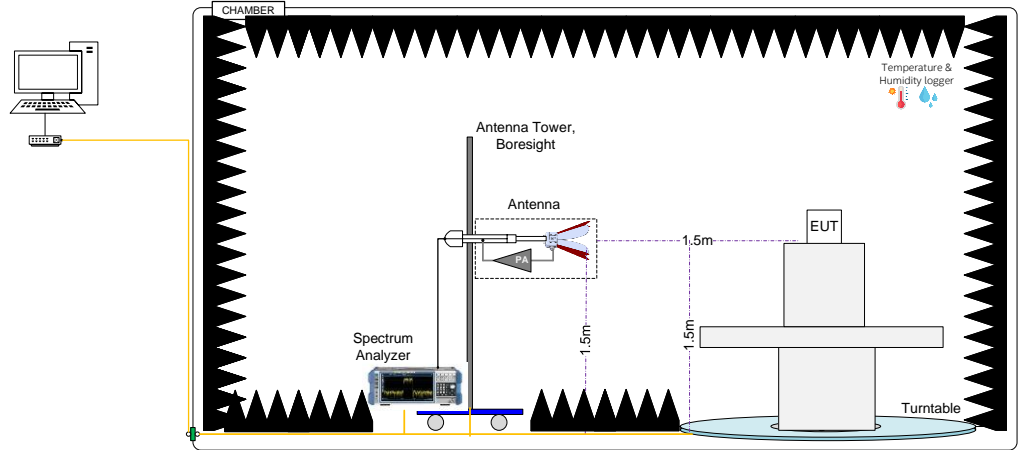 CHAMBER
Temperature &
Humidity logger
Antenna Tower,
Boresight
Antenna
EUT
1.5m
PA
1.5m
1.5m
Spectrum
Analyzer
Turntable